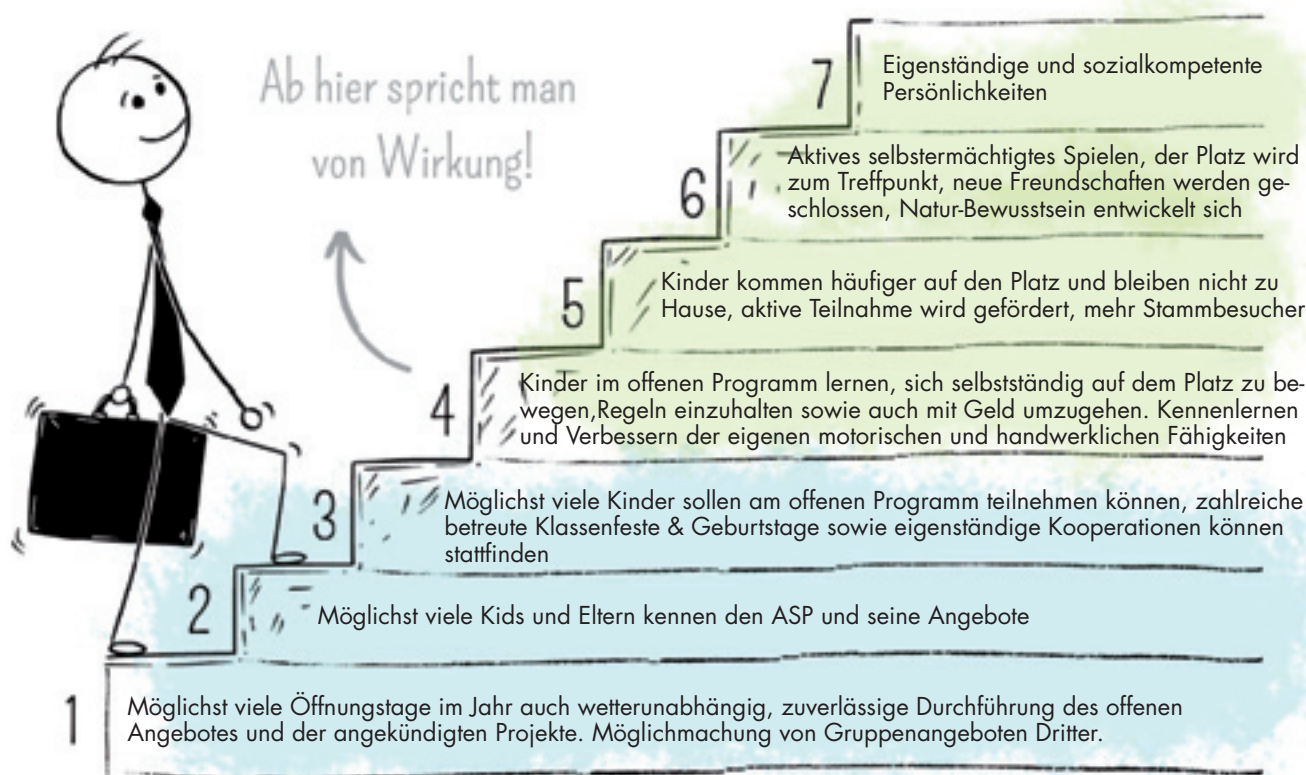 Ab hier spricht man
von Wirkung!
7
Eigenständige und sozialkompetente
Persönlichkeiten
6
Aktives selbstermächtigtes Spielen, der Platz wird
zum Treffpunkt, neue Freundschaften werden ge-
schlossen, Natur-Bewusstsein entwickelt sich
5
Kinder kommen häufiger auf den Platz und bleiben nicht zu
Hause, aktive Teilnahme wird gefördert, mehr Stammbesucher
4
Kinder im offenen Programm lernen, sich selbstständig auf dem Platz zu be-
wegen,Regeln einzuhalten sowie auch mit Geld umzugehen. Kennenlernen
und Verbessern der eigenen motorischen und handwerklichen Fähigkeiten
3
Möglichst viele Kinder sollen am offenen Programm teilnehmen können, zahlreiche
betreute Klassenfeste & Geburtstage sowie eigenständige Kooperationen können
stattfinden
2
Möglichst viele Kids und Eltern kennen den ASP und seine Angebote
1
Möglichst viele Öffnungstage im Jahr auch wetterunabhängig, zuverlässige Durchführung des offenen
Angebotes und der angekündigten Projekte. Möglichmachung von Gruppenangeboten Dritter.